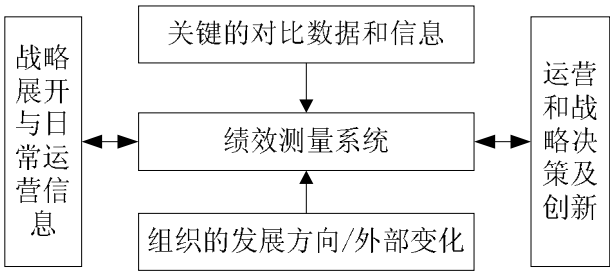 关键的对比数据和信息
战略
展开
与日
常运
营信
息
绩效测量系统
运营
和战
略决
策及
创新
组织的发展方向/外部变化